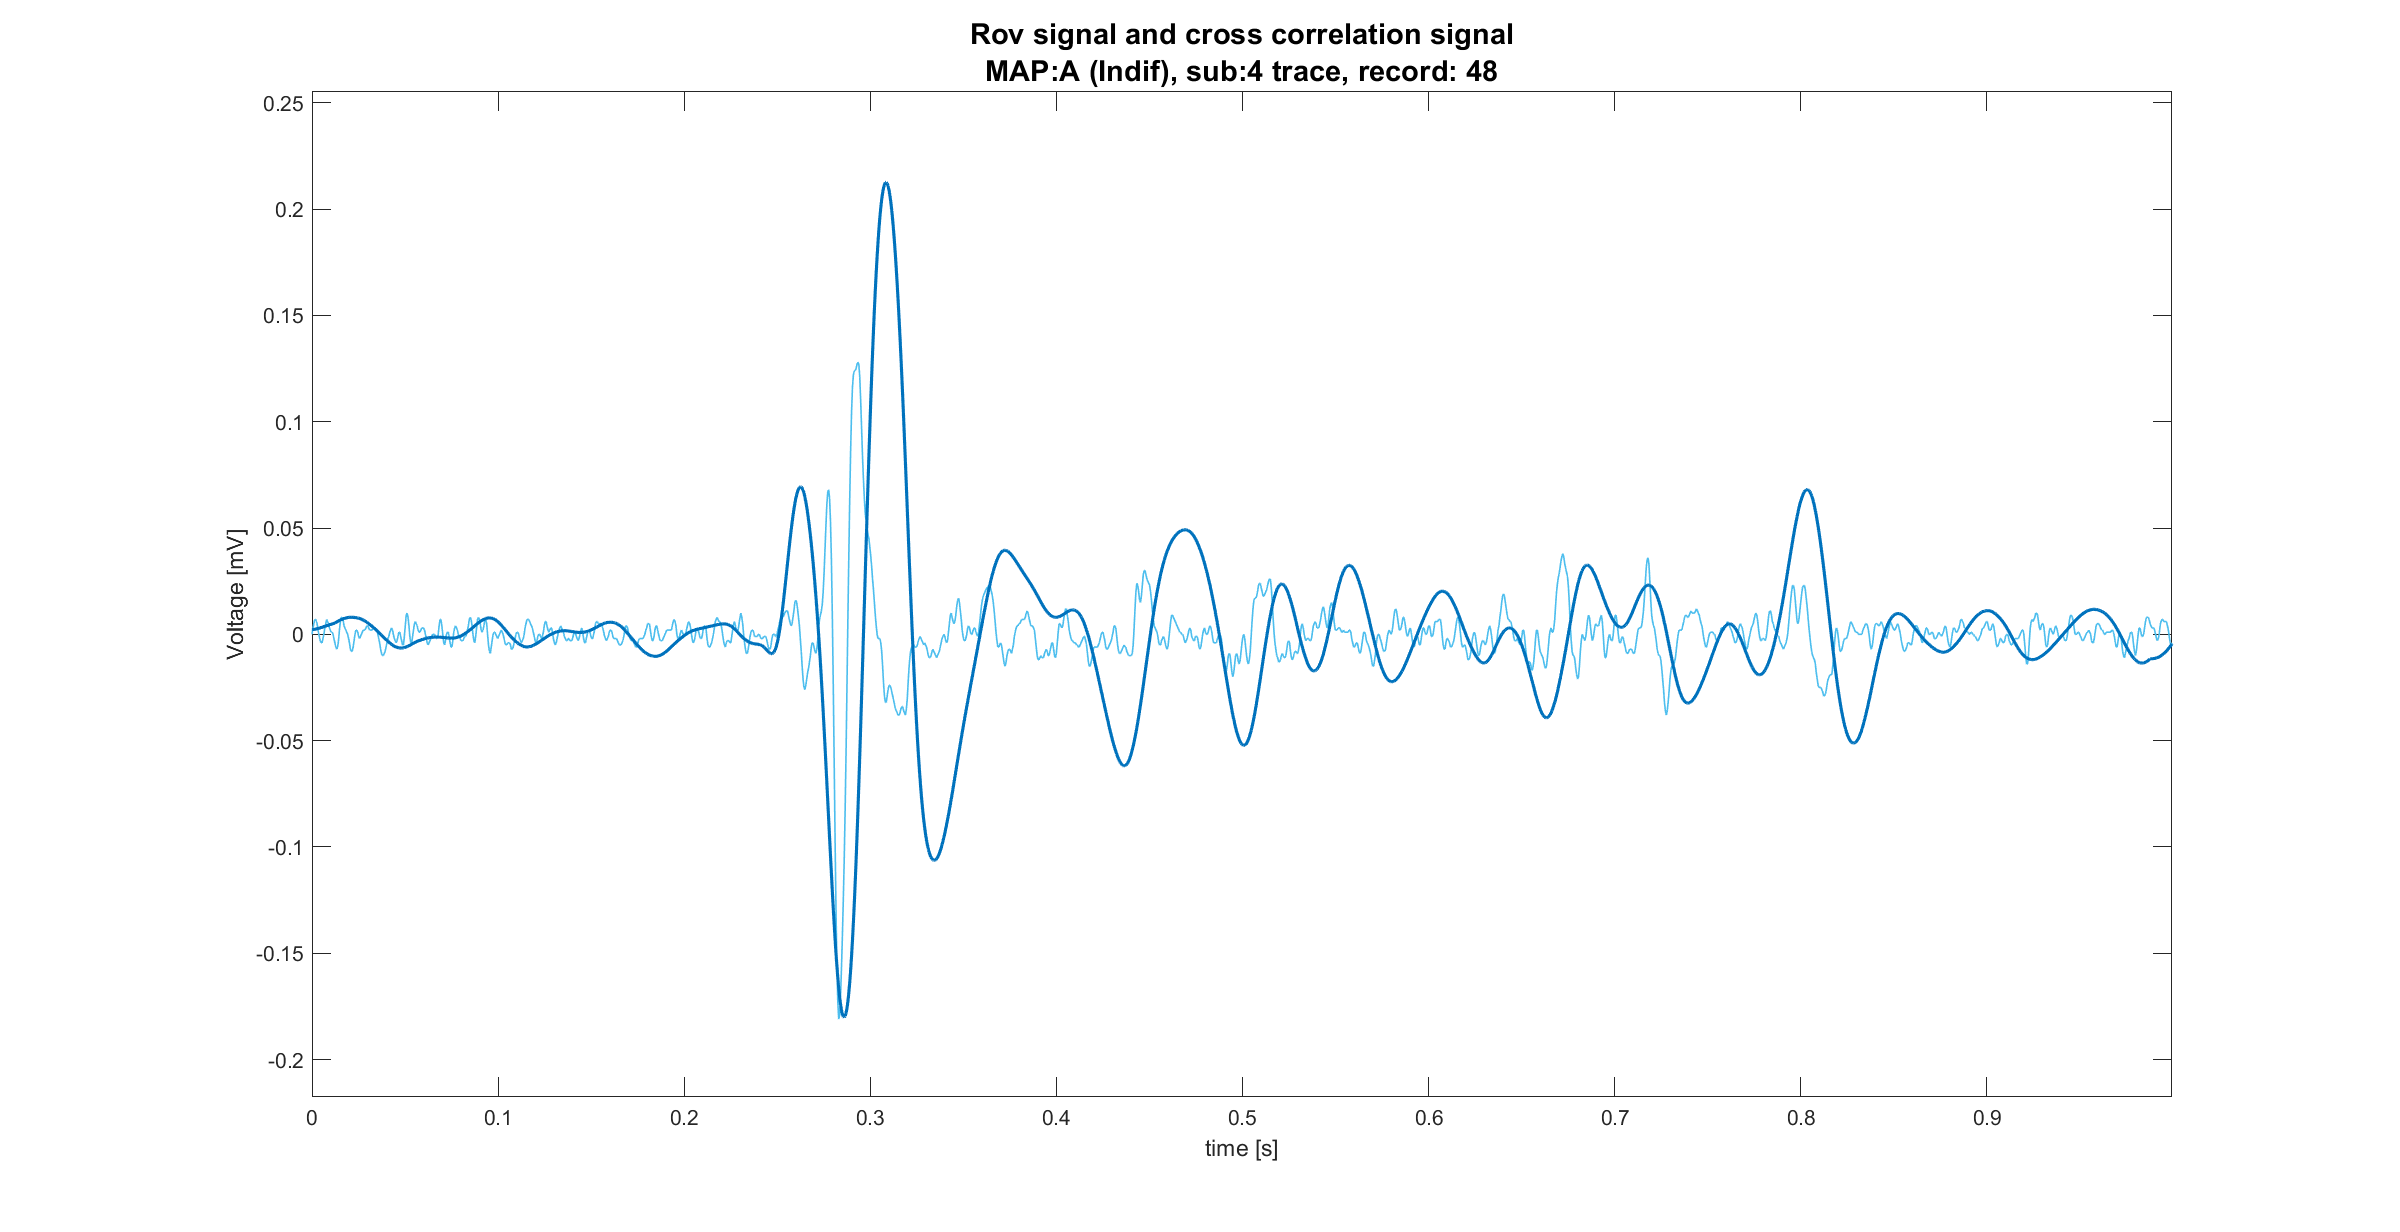 Rov signal and cross correlation signal
MAP:A (Indif), sub:4 trace, record: 48
0.25
0.2
0.15
0.1
0.05
0
-0.05
-0.1
-0.15
-0.2
Voltage [mV]
0 0.1 0.2 0.3 0.4 0.5 0.6 0.7 0.8 0.9
time [s]